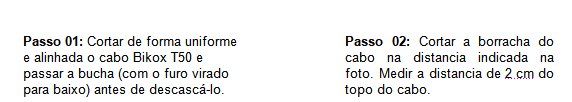 Passo 01: Cortar de forma uniforme
e alinhada o cabo Bikox T50 e
passar a bucha (com o furo virado
para baixo) antes de descascá-lo.
Passo 02: Cortar a borracha do
cabo na distancia indicada na
foto. Medir a distancia de 2 cm do
topo do cabo.